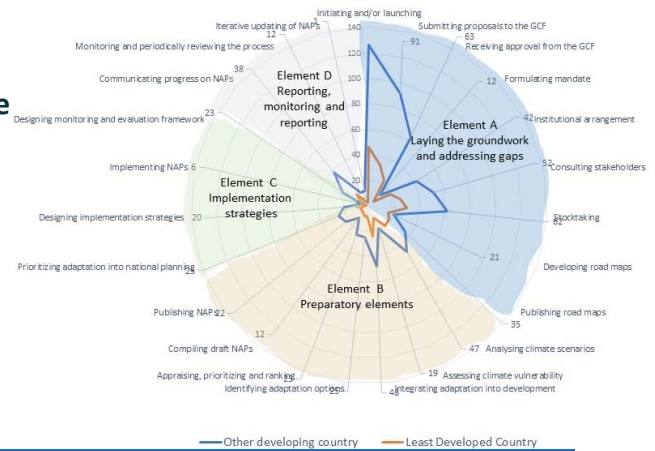 e
Initiating and/or launching
Iterative updating of NAPs
1
140
Submitting proposals to the GCF
12
91
63
Receiving approval from the GCF
Monitoring and periodically reviewing the process
120
38
Element D
Reporting,
monitoring and
reporting
Communicating progress on NAPs
100
12
Formulating mandate
80
23
Designing monitoring and evaluation framework
Element A
Laying the groundwork
and addressing gaps
42
Institutional arrangement
60
40
52
Consulting stakeholders
Implementing NAPs
6
20
Element C
Implementation
strategies
Designing implementation strategies
20
Stocktaking
62
21
Prioritizing adaptation into national planning
25
Developing road maps
Element B
Preparatory elements
Publishing NAPs
22
Publishing road maps
35
12
Compiling draft NAPs
47
Analysing climate scenarios
Appraising, prioritizing and ranking
19
Assessing climate vulnerability
Identifying adaptation options
48
Integrating adaptation into development
Other developing country
Least Developed Country